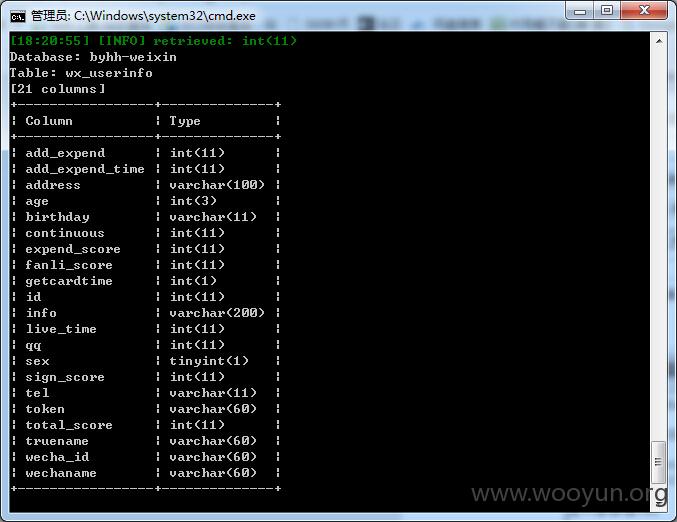 管理员: C:\Windows\system32\cmd.exe
[18:20:55] [INFO] retrieved: int(11)
Database: byhh-weixin
Table: wx_userinfo
[21 columns]
+-----------------+--------------+
| Column          | Type         |
+-----------------+--------------+
| add_expend      | int(11)      |
| add_expend_time | int(11)      |
| address         | varchar(100) |
| age             | int(3)       |
| birthday        | varchar(11)  |
| continuous      | int(11)      |
| expend_score    | int(11)      |
| fanli_score     | int(11)      |
| getcardtime     | int(1)       |
| id              | int(11)      |
| info            | varchar(200) |
| live_time       | int(11)      |
| qq              | int(11)      |
| sex             | tinyint(1)   |
| sign_score      | int(11)      |
| tel             | varchar(11)  |
| token           | varchar(60)  |
| total_score     | int(11)      |
| truename        | varchar(60)  |
| wecha_id        | varchar(60)  |
| wechaname       | varchar(60)  |
+-----------------+--------------+
www.wooyun.org